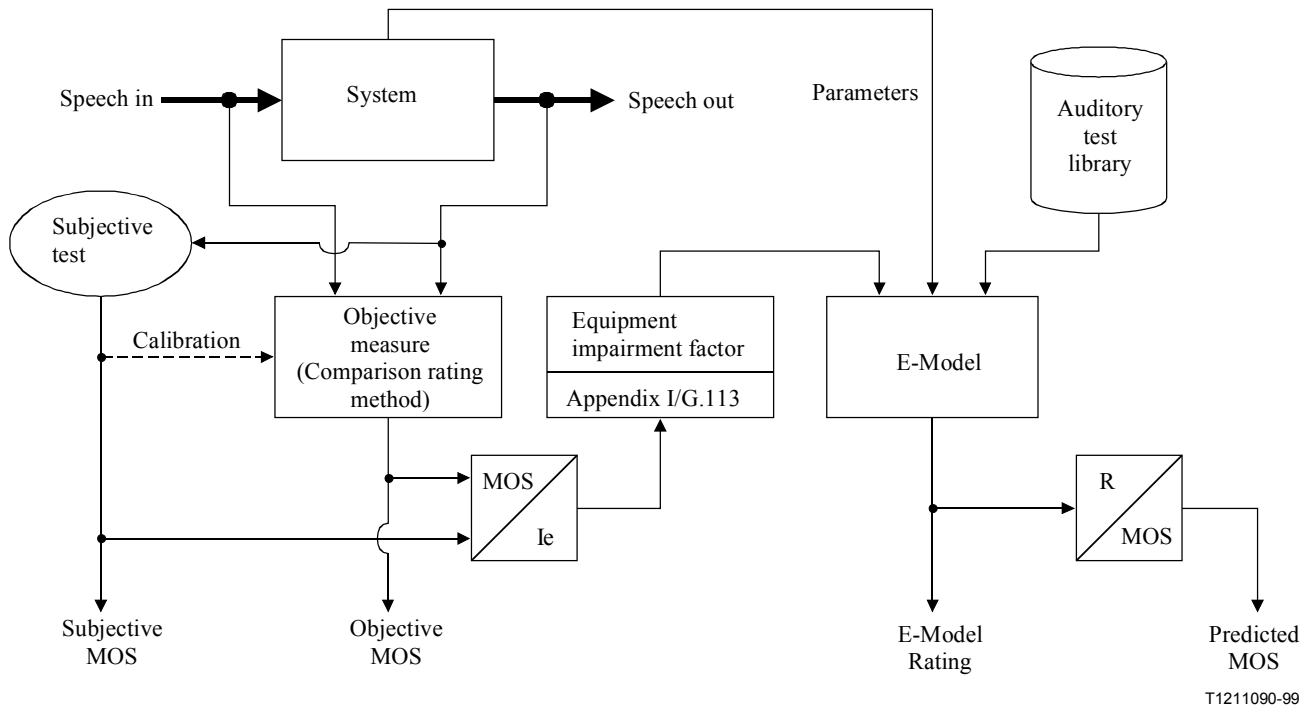 Speech in
System
Speech out
Parameters
Auditory
test
library
Subjective
test
Calibration
Objective
measure
(Comparison rating
method)
Equipment
impairment factor
Appendix I/G.113
E-Model
MOS
Ie
R
MOS
Subjective
MOS
Objective
MOS
E-Model
Rating
Predicted
MOS
T1211090-99